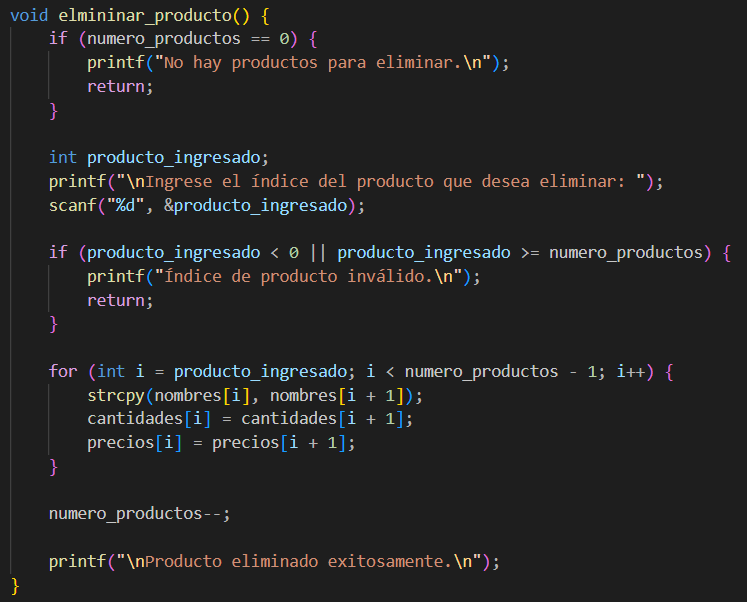 void elmininar_producto() {
    if (numero_productos == 0) {
        printf("No hay productos para eliminar.\n");
        return;
    }

    int producto_ingresado;
    printf("\nIngrese el índice del producto que desea eliminar: ");
    scanf("%d", &producto_ingresado);

    if (producto_ingresado < 0 || producto_ingresado >= numero_productos) {
        printf("Índice de producto inválido.\n");
        return;
    }

    for (int i = producto_ingresado; i < numero_productos - 1; i++) {
        strcpy(nombres[i], nombres[i + 1]);
        cantidades[i] = cantidades[i + 1];
        precios[i] = precios[i + 1];
    }

    numero_productos--;

    printf("\nProducto eliminado exitosamente.\n");
}